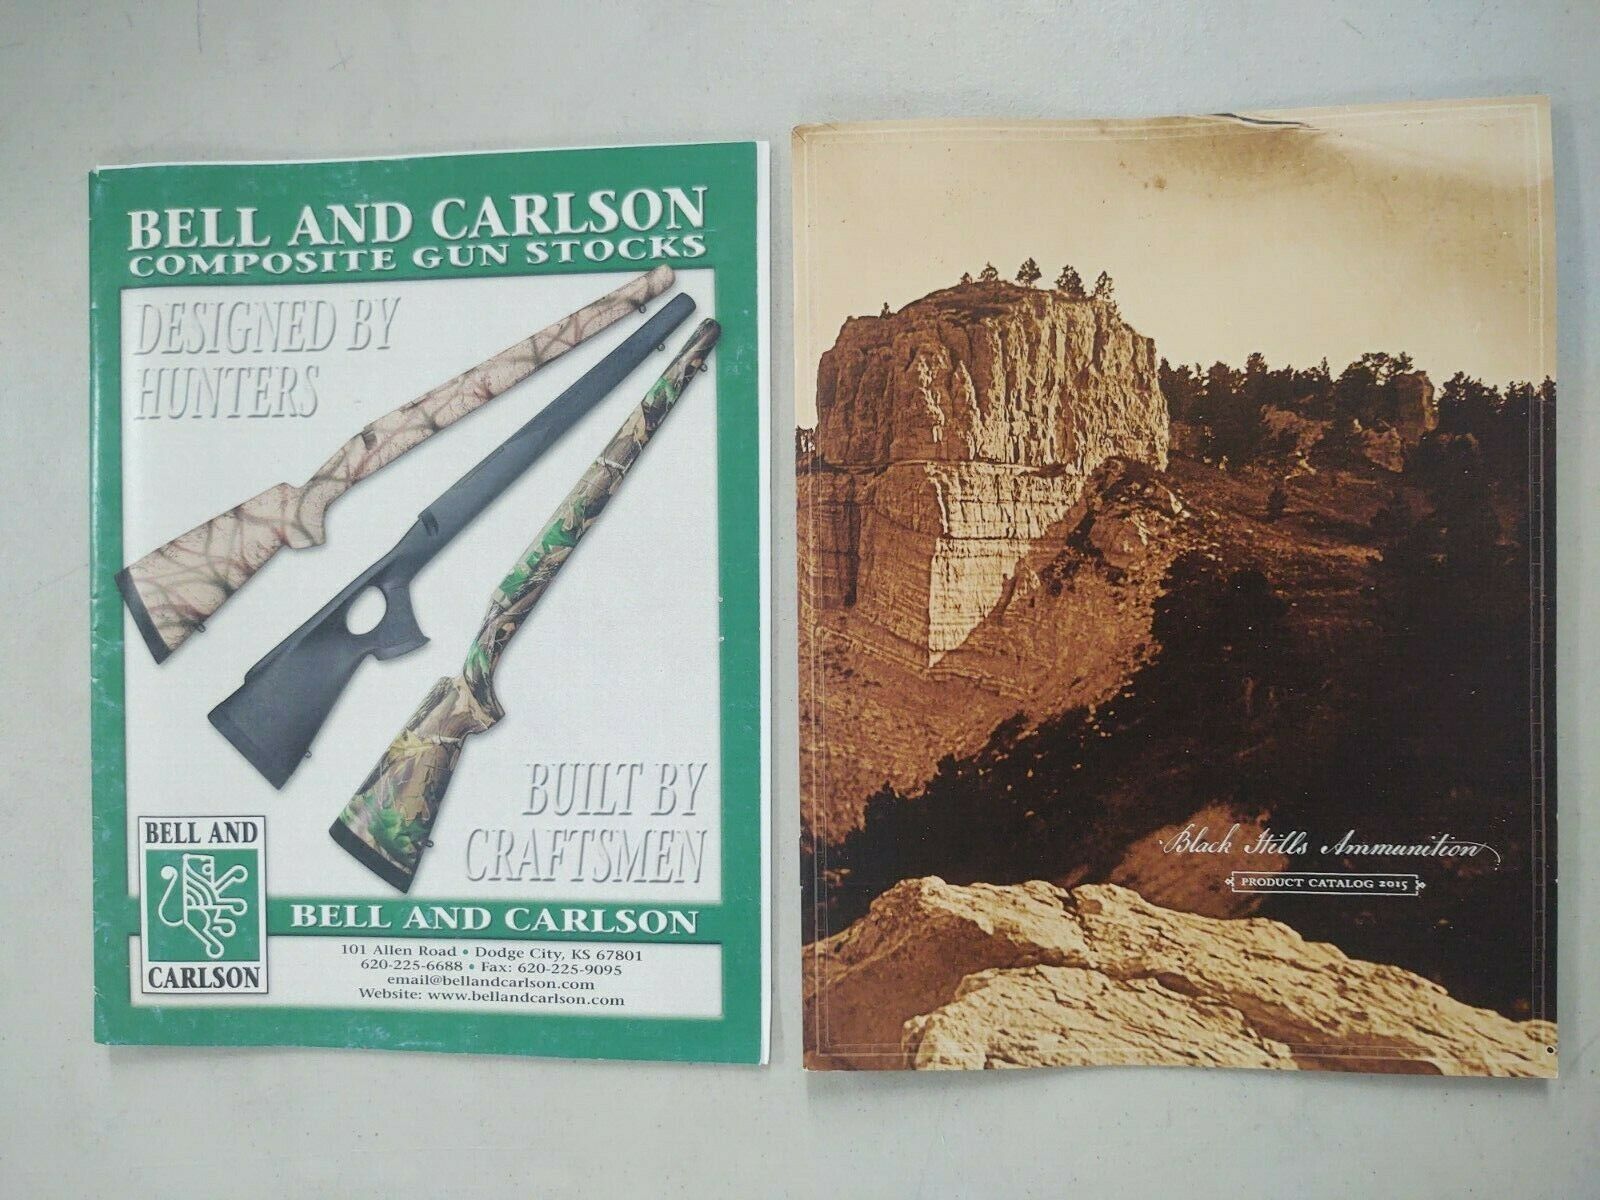 BELL AND CARLSON
COMPOSITE GUN STOCKS
DESIGNED BY
HUNTERS
BUILT BY
CRAFTSMEN
BELL AND
CARLSON
BELL AND CARLSON
101 Allen Road • Dodge City, KS 67801
620-225-6688 • Fax: 620-225-9095
email@bellandcarlson.com
Website: www.bellandcarlson.com
Black Hills Ammunition
PRODUCT CATALOG 2015